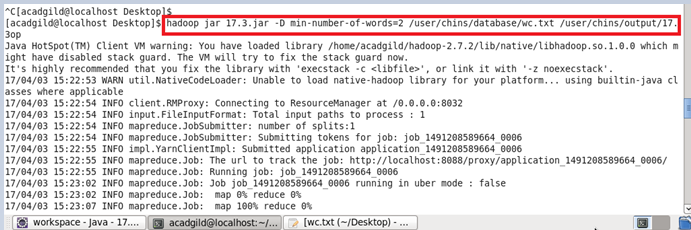 ^C[acadgild@localhost Desktop]$
[acadgild@localhost Desktop]$ hadoop jar 17.3.jar -D min-number-of-words=2 /user/chins/database/wc.txt /user/chins/output/17.
3op
Java HotSpot(TM) Client VM warning: You have loaded library /home/acadgild/hadoop-2.7.2/lib/native/libhadoop.so.1.0.0 which m
ight have disabled stack guard. The VM will try to fix the stack guard now.
It's highly recommended that you fix the library with 'execstack -c <libfile>', or link it with '-z noexecstack'.
17/04/03 15:22:53 WARN util.NativeCodeLoader: Unable to load native-hadoop library for your platform... using builtin-java cl
asses where applicable
17/04/03 15:22:54 INFO client.RMProxy: Connecting to ResourceManager at /0.0.0.0:8032
17/04/03 15:22:54 INFO input.FileInputFormat: Total input paths to process : 1
17/04/03 15:22:54 INFO mapreduce.JobSubmitter: number of splits:1
17/04/03 15:22:54 INFO mapreduce.JobSubmitter: Submitting tokens for job: job_1491208589664_0006
17/04/03 15:22:55 INFO impl.YarnClientImpl: Submitted application application_1491208589664_0006
17/04/03 15:22:55 INFO mapreduce.Job: The url to track the job: http://localhost:8088/proxy/application_1491208589664_0006/
17/04/03 15:22:55 INFO mapreduce.Job: Running job: job_1491208589664_0006
17/04/03 15:23:02 INFO mapreduce.Job: Job job_1491208589664_0006 running in uber mode : false
17/04/03 15:23:02 INFO mapreduce.Job:  map 0% reduce 0%
17/04/03 15:23:07 INFO mapreduce.Job:  map 100% reduce 0%
workspace - Java - 17.... acadgild@localhost:~/... [wc.txt (~/Desktop) - ...